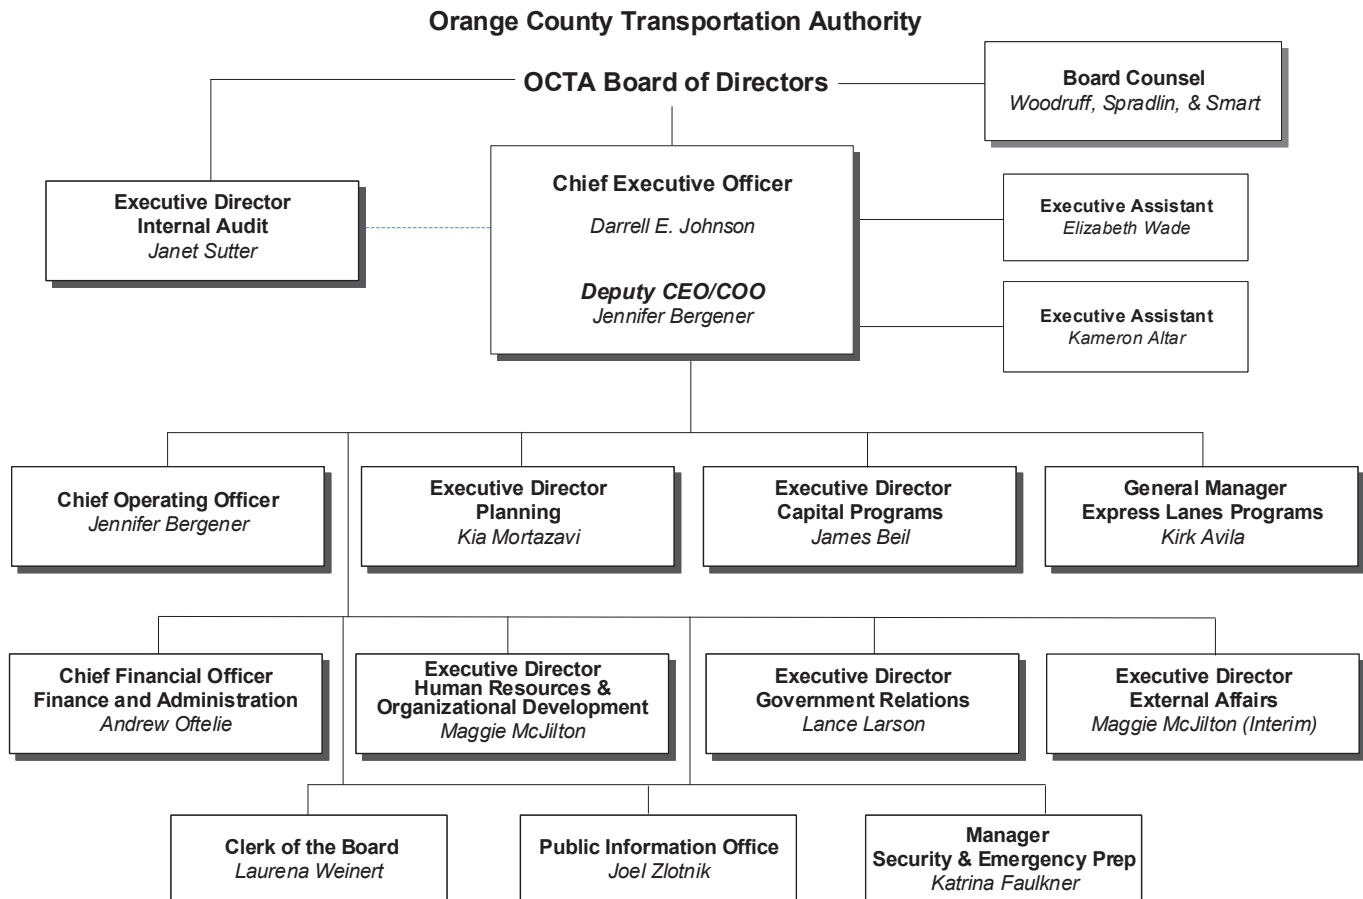 Orange County Transportation Authority
OCTA Board of Directors
Board Counsel
Woodruff, Spradlin, & Smart
Executive Director
Internal Audit
Janet Sutter
Chief Executive Officer
Darrell E. Johnson
Deputy CEO/COO
Jennifer Bergener
Executive Assistant
Elizabeth Wade
Executive Assistant
Kameron Altar
Chief Operating Officer
Jennifer Bergener
Executive Director
Planning
Kia Mortazavi
Executive Director
Capital Programs
James Beil
General Manager
Express Lanes Programs
Kirk Avila
Chief Financial Officer
Finance and Administration
Andrew Oftelie
Executive Director
Human Resources &
Organizational Development
Maggie McJilton
Executive Director
Government Relations
Lance Larson
Executive Director
External Affairs
Maggie McJilton (Interim)
Clerk of the Board
Laurena Weinert
Public Information Office
Joel Zlotnik
Manager
Security & Emergency Prep
Katrina Faulkner